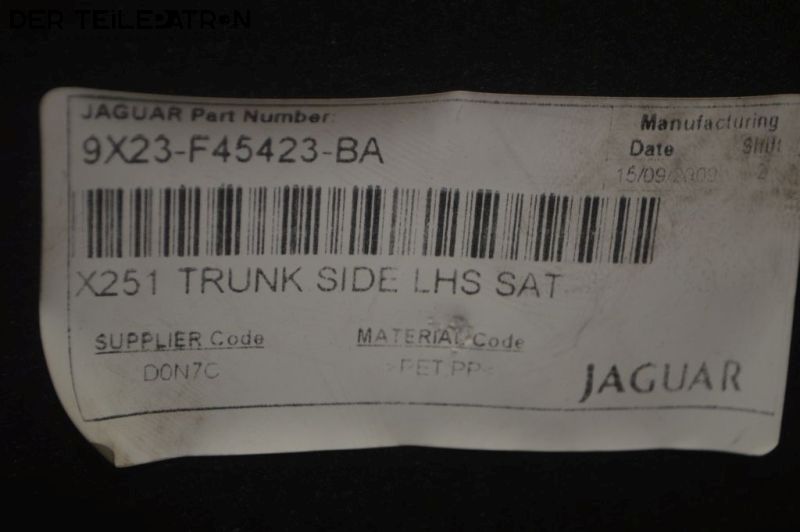 DER TEILEPATRON
JAGUAR Part Number:
9X23-F45423-BA
Manufacturing
Date Shift
15/09/2009 2
X251 TRUNK SIDE LHS SAT
SUPPLIER Code
D0N7C
MATERIAL Code
>PET,PP<
JAGUAR